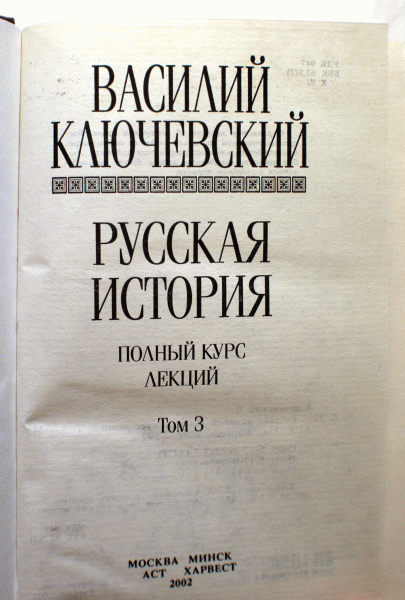 ВАСИЛИЙ
КЛЮЧЕВСКИЙ
РУССКАЯ
ИСТОРИЯ
ПОЛНЫЙ КУРС
ЛЕКЦИЙ
Том 3
МОСКВА МИНСК
АСТ ХАРВЕСТ
2002